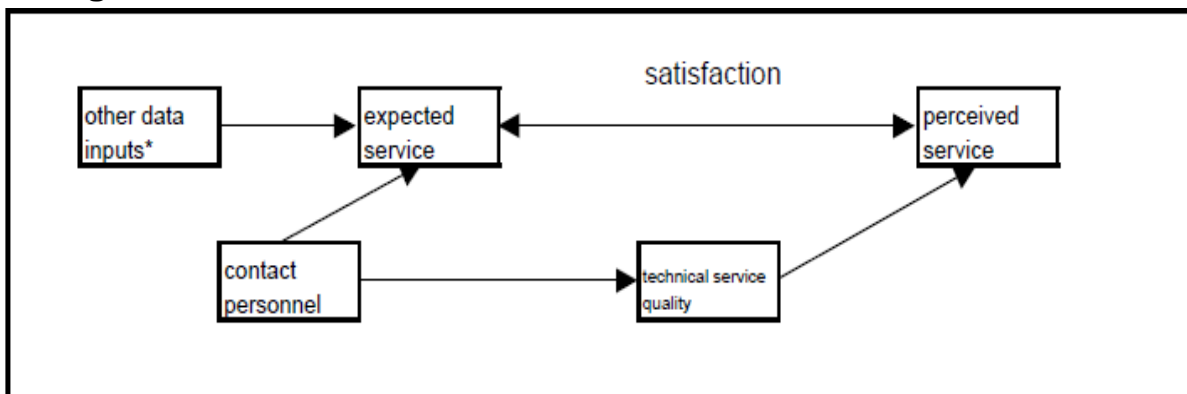 satisfaction
other data
inputs*
expected
service
perceived
service
contact
personnel
technical service
quality